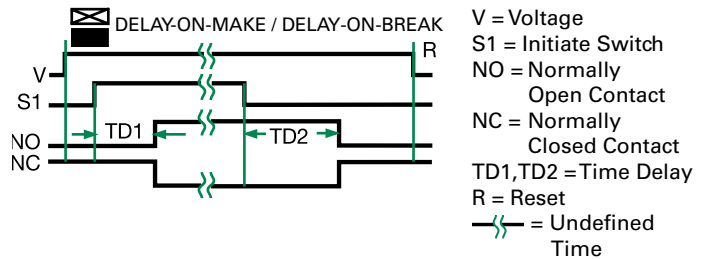 DELAY-ON-MAKE / DELAY-ON-BREAK
R
V
S1
TD1
TD2
NO
NC
V = Voltage
S1 = Initiate Switch
NO = Normally
Open Contact
NC = Normally
Closed Contact
TD1,TD2 = Time Delay
R = Reset
= Undefined
Time